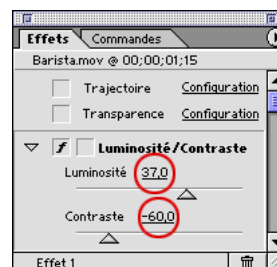 Effets Commandes
Barista.mov @ 00;00;01;15
Trajectoire Configuration
Transparence Configuration
f Luminosité/Contraste
Luminosité 37,0
Contraste -60,0
Effet 1